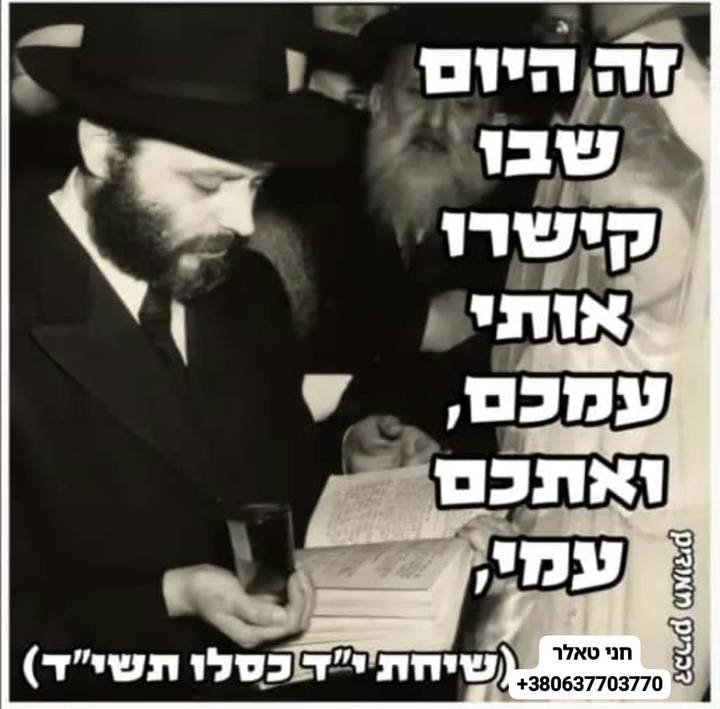 זה היום
שבו
קישרו
אותי
עמכם,
ואתכם
עמי,
(שיחת י"ד כסלו תשי"ד)
חני טאלר
+380637703770